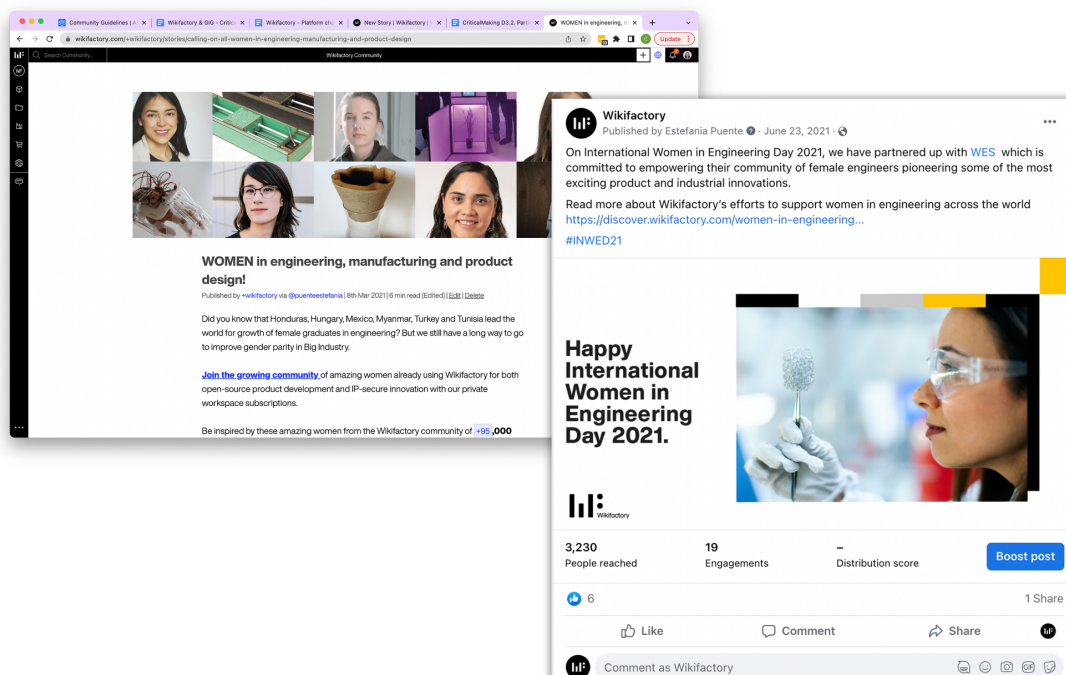 Community Guidelines | A
Wikifactory & GIG - Critic
Wikifactory - Platform cha
New Story | Wikifactory | W
CriticalMaking D3.2. Partic
WOMEN in engineering, m
wikifactory.com/+wikifactory/stories/calling-on-all-women-in-engineering-manufacturing-and-product-design
Update
Search Community...
Wikifactory Community
WOMEN in engineering, manufacturing and product
design!
Published by +wikifactory via @puenteestefania | 8th Mar 2021 | 6 min read (Edited) | Edit | Delete
Did you know that Honduras, Hungary, Mexico, Myanmar, Turkey and Tunisia lead the
world for growth of female graduates in engineering? But we still have a long way to go
to improve gender parity in Big Industry.
Join the growing community of amazing women already using Wikifactory for both
open-source product development and IP-secure innovation with our private
workspace subscriptions.
Be inspired by these amazing women from the Wikifactory community of +95,000
Wikifactory
Published by Estefania Puente · June 23, 2021 ·
On International Women in Engineering Day 2021, we have partnered up with WES which is
committed to empowering their community of female engineers pioneering some of the most
exciting product and industrial innovations.
Read more about Wikifactory's efforts to support women in engineering across the world
https://discover.wikifactory.com/women-in-engineering...
#INWED21
Happy
International
Women in
Engineering
Day 2021.
Wikifactory
3,230
People reached
19
Engagements
–
Distribution score
Boost post
6
1 Share
Like
Comment
Share
Comment as Wikifactory
GIF